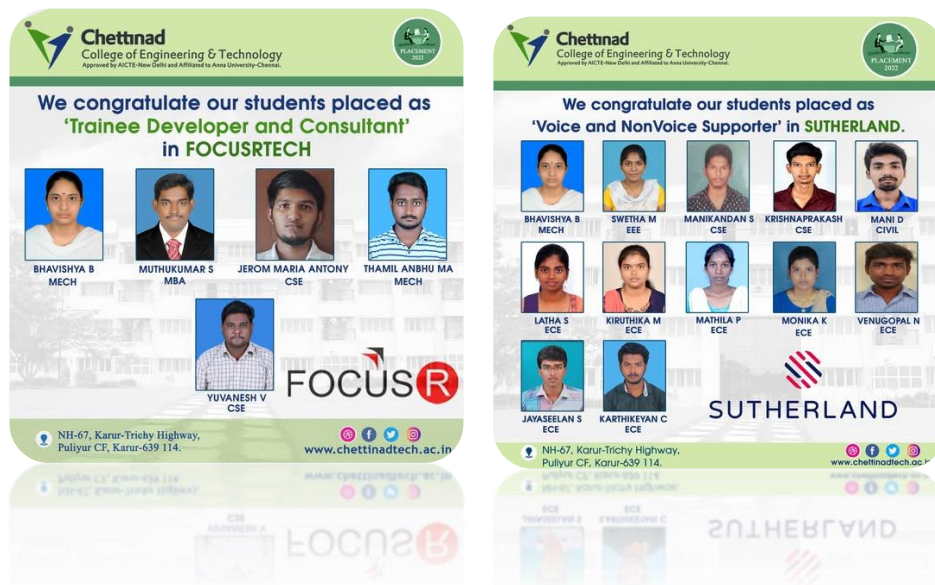 Chettinad
College of Engineering & Technology
Approved by AICTE-New Delhi and Affiliated to Anna University-Chennai.
PLACEMENT
2022
We congratulate our students placed as
'Trainee Developer and Consultant'
in FOCUSRTECH
BHAVISHYA B
MECH
MUTHUKUMAR S
MBA
JEROM MARIA ANTONY
CSE
THAMIL ANBHU MA
MECH
YUVANESH V
CSE
FOCUS R
NH-67, Karur-Trichy Highway,
Puliyur CF, Karur-639 114.
www.chettinadtech.ac.in
Chettinad
College of Engineering & Technology
Approved by AICTE-New Delhi and Affiliated to Anna University-Chennai.
PLACEMENT
2022
We congratulate our students placed as
'Voice and NonVoice Supporter' in SUTHERLAND.
BHAVISHYA B
MECH
SWETHA M
EEE
MANIKANDAN S
CSE
KRISHNAPRAKASH
CSE
MANI D
CIVIL
LATHA S
ECE
KIRUTHIKA M
ECE
MATHILA P
ECE
MONIKA K
ECE
VENUGOPAL N
ECE
JAYASEELAN S
ECE
KARTHIKEYAN C
ECE
SUTHERLAND
NH-67, Karur-Trichy Highway,
Puliyur CF, Karur-639 114.
www.chettinadtech.ac.in